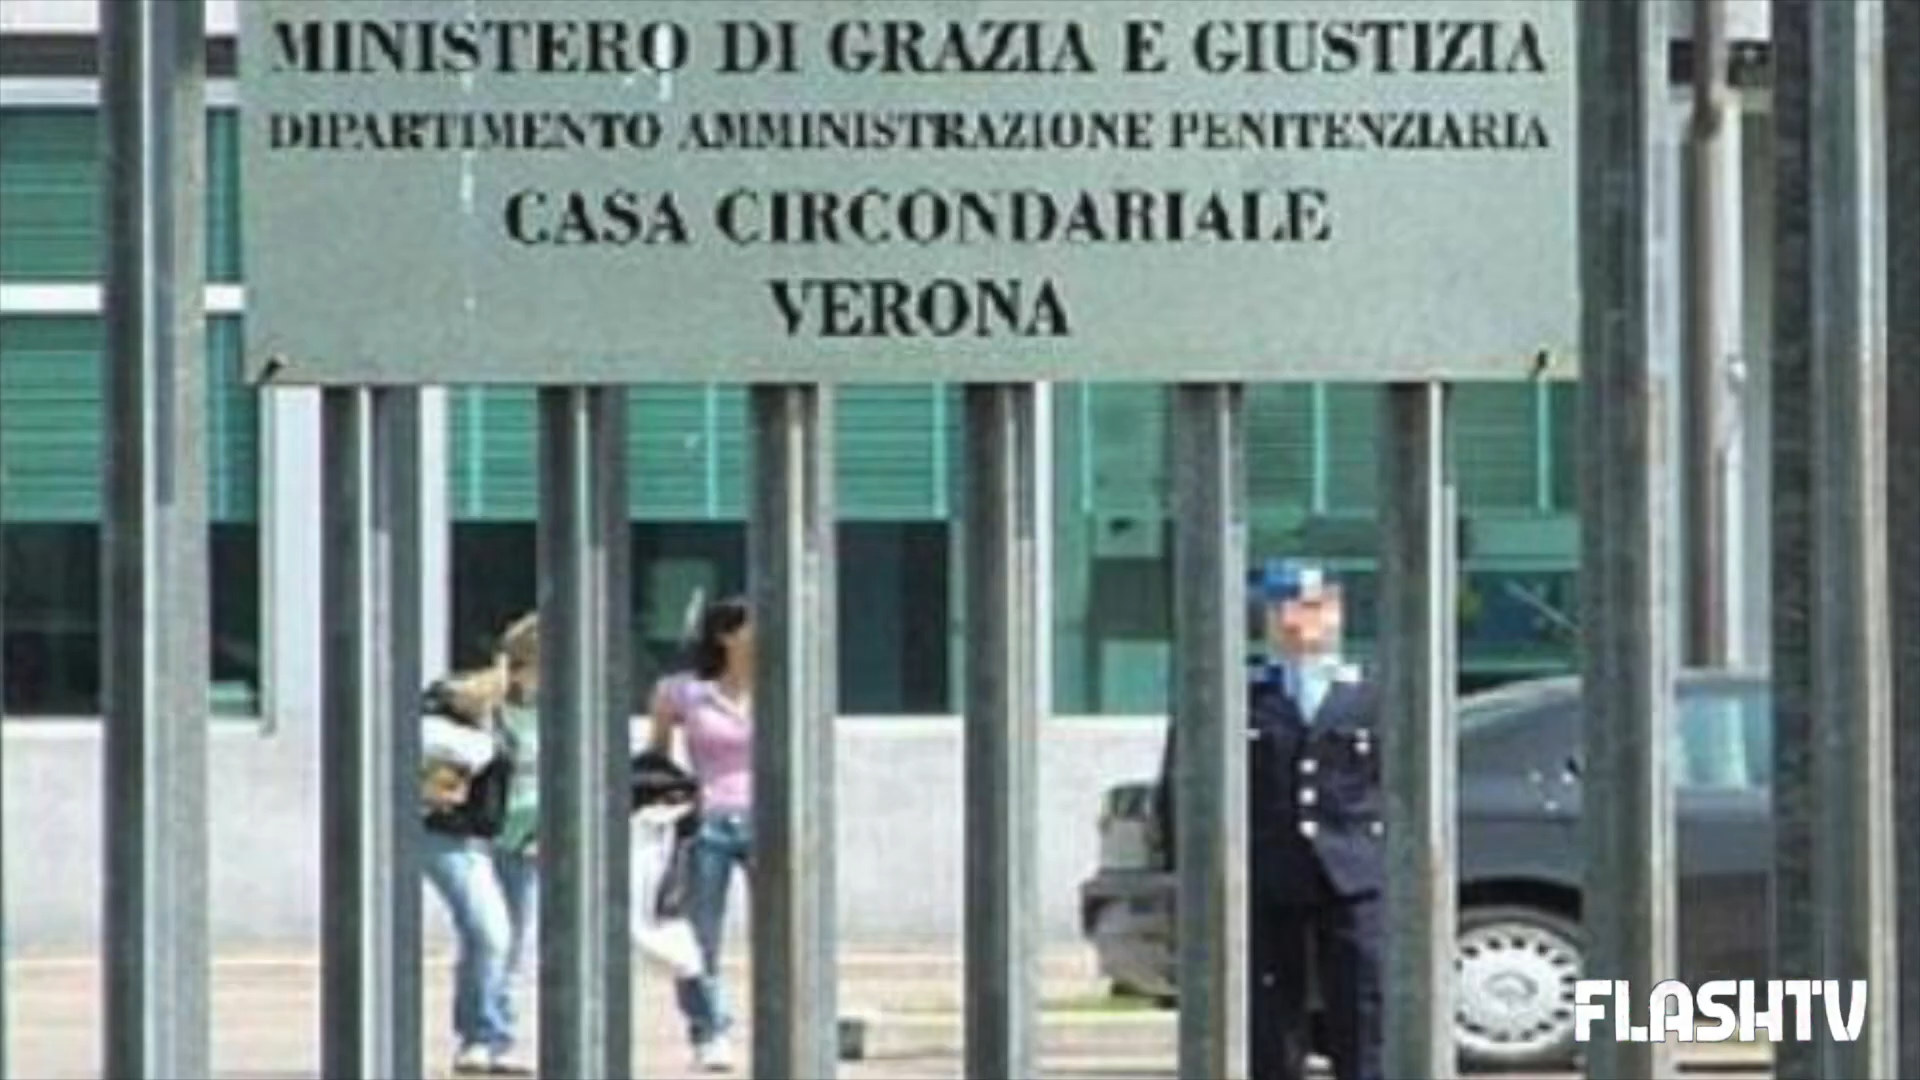 MINISTERO DI GRAZIA E GIUSTIZIA
DIPARTIMENTO AMMINISTRAZIONE PENITENZIARIA
CASA CIRCONDARIALE
VERONA
FLASHTV